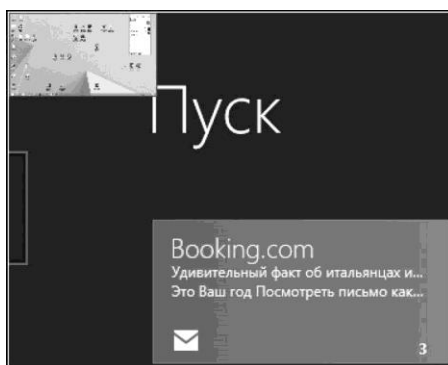 Пуск
Booking.com
Удивительный факт об итальянцах и...
Это Ваш год Посмотреть письмо как...
3